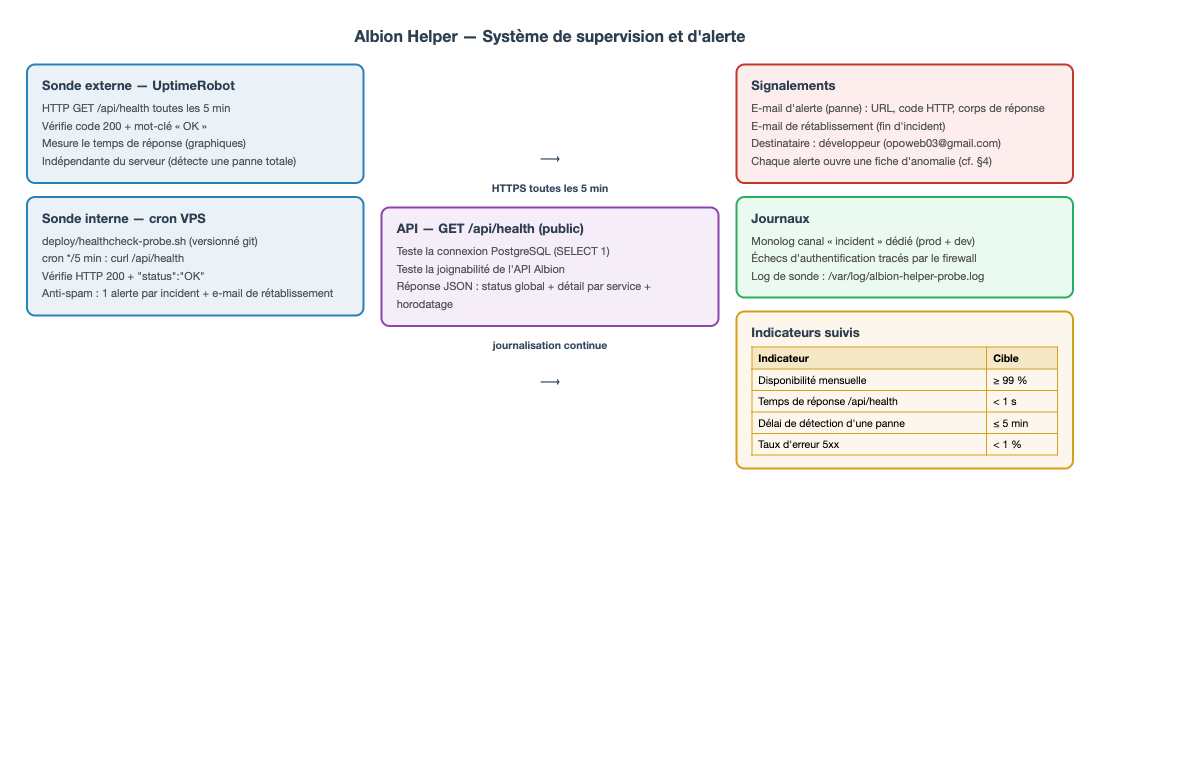 Albion Helper — Système de supervision et d'alerte
Sonde externe — UptimeRobot
HTTP GET /api/health toutes les 5 min
Vérifie code 200 + mot-clé « OK »
Mesure le temps de réponse (graphiques)
Indépendante du serveur (détecte une panne totale)
Sonde interne — cron VPS
deploy/healthcheck-probe.sh (versionné git)
cron */5 min : curl /api/health
Vérifie HTTP 200 + "status":"OK"
Anti-spam : 1 alerte par incident + e-mail de rétablissement
→
HTTPS toutes les 5 min
API — GET /api/health (public)
Teste la connexion PostgreSQL (SELECT 1)
Teste la joignabilité de l'API Albion
Réponse JSON : status global + détail par service +
horodatage
journalisation continue
→
Signalements
E-mail d'alerte (panne) : URL, code HTTP, corps de réponse
E-mail de rétablissement (fin d'incident)
Destinataire : développeur (opoweb03@gmail.com)
Chaque alerte ouvre une fiche d'anomalie (cf. §4)
Journaux
Monolog canal « incident » dédié (prod + dev)
Échecs d'authentification tracés par le firewall
Log de sonde : /var/log/albion-helper-probe.log
Indicateurs suivis
Indicateur Cible
Disponibilité mensuelle ≥ 99 %
Temps de réponse /api/health < 1 s
Délai de détection d'une panne ≤ 5 min
Taux d'erreur 5xx < 1 %